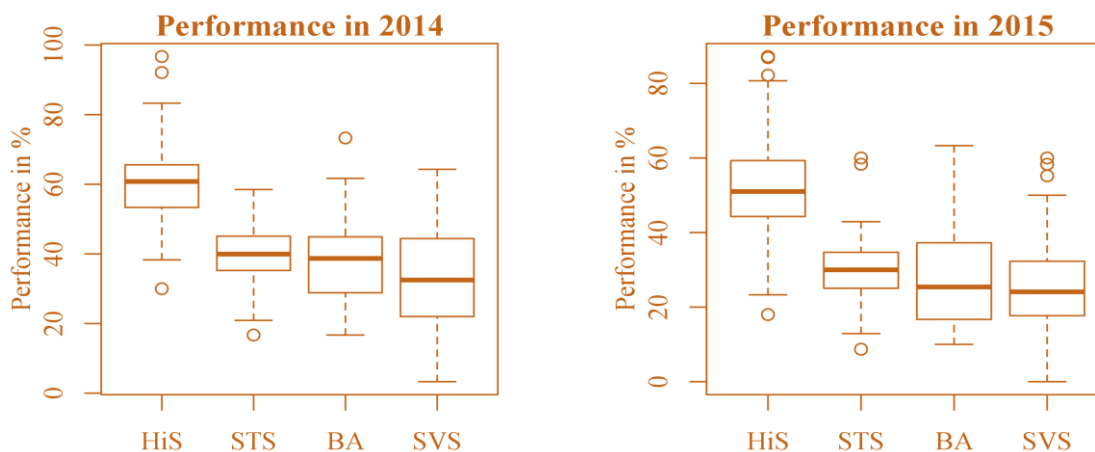 Performance in 2014
Performance in %
100
80
60
40
20
0
HiS STS BA SVS
Performance in 2015
Performance in %
80
60
40
20
0
HiS STS BA SVS